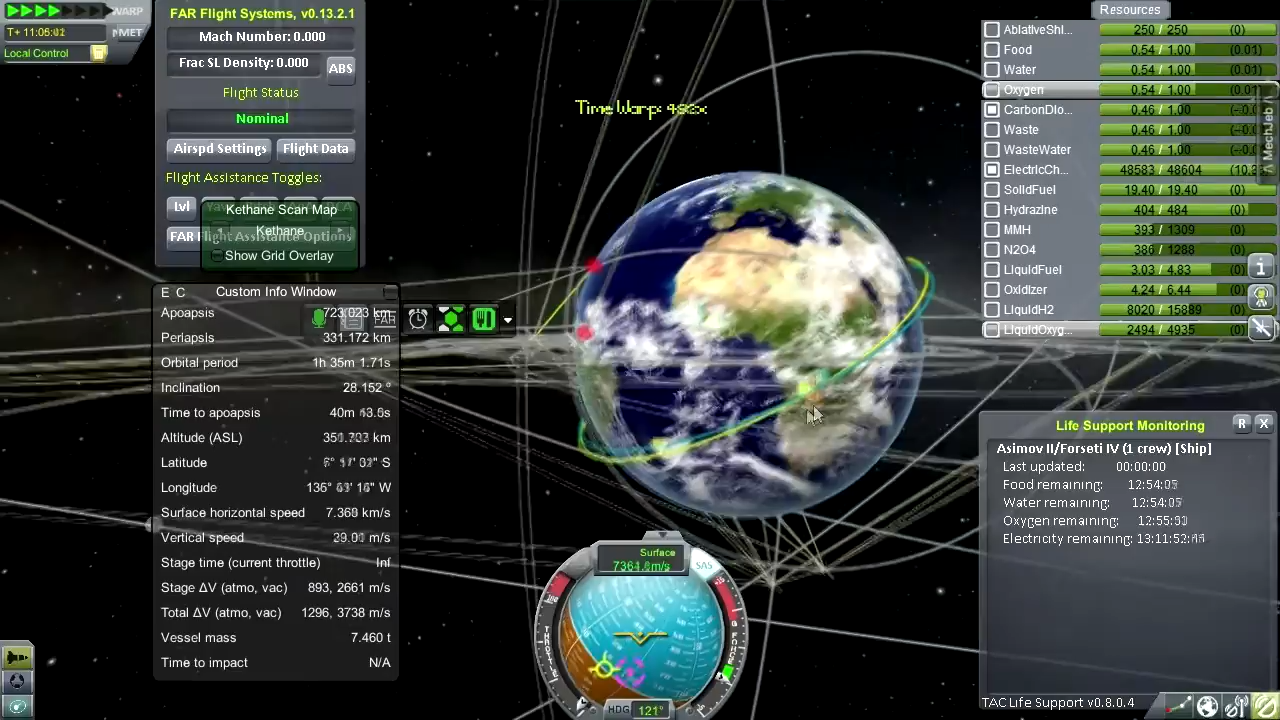 WARP
T+ 11:05:
MET
Local Control
FAR Flight Systems, v0.13.2.1
Mach Number: 0.000
Frac SL Density: 0.000
ABS
Flight Status
Nominal
Airspd Settings
Flight Data
Flight Assistance Toggles:
Lvl
Kethane Scan Map
Kethane
FAR Flight Assistance Options
Show Grid Overlay
E C
Custom Info Window
Apoapsis
Periapsis
Orbital period 1h 35m 1.71s
Inclination 28.152 °
Time to apoapsis
Altitude (ASL)
Latitude
Longitude
Surface horizontal speed
Vertical speed
Stage time (current throttle) Inf
Stage ΔV (atmo, vac) 893, 2661 m/s
Total ΔV (atmo, vac) 1296, 3738 m/s
Vessel mass 7.460 t
Time to impact N/A
FAR
Time Warp:
Surface
SAS
THROTTLE
HDG 121°
Resources
AblativeShi... 250 / 250 (0)
Food 0.54 / 1.00 (0.01)
Water 0.54 / 1.00 (0.01)
Oxygen 0.54 / 1.00
CarbonDio... 0.46 / 1.00
Waste 0.46 / 1.00
WasteWater 0.46 / 1.00
ElectricCh... 48583 / 48604
SolidFuel 19.40 / 19.40 (0)
Hydrazine 404 / 484 (0)
MMH 393 / 1309 (0)
N2O4 386 / 1288 (0)
LiquidFuel 3.03 / 4.83 (0)
Oxidizer 4.24 / 6.44 (0)
LiquidH2 8020 / 15889 (0)
LiquidOxyg... 2494 / 4935 (0)
MechJeb
Life Support Monitoring
R X
Asimov II/Forseti IV (1 crew) [Ship]
Last updated: 00:00:00
Food remaining:
Water remaining:
Oxygen remaining:
Electricity remaining:
TAC Life Support v0.8.0.4